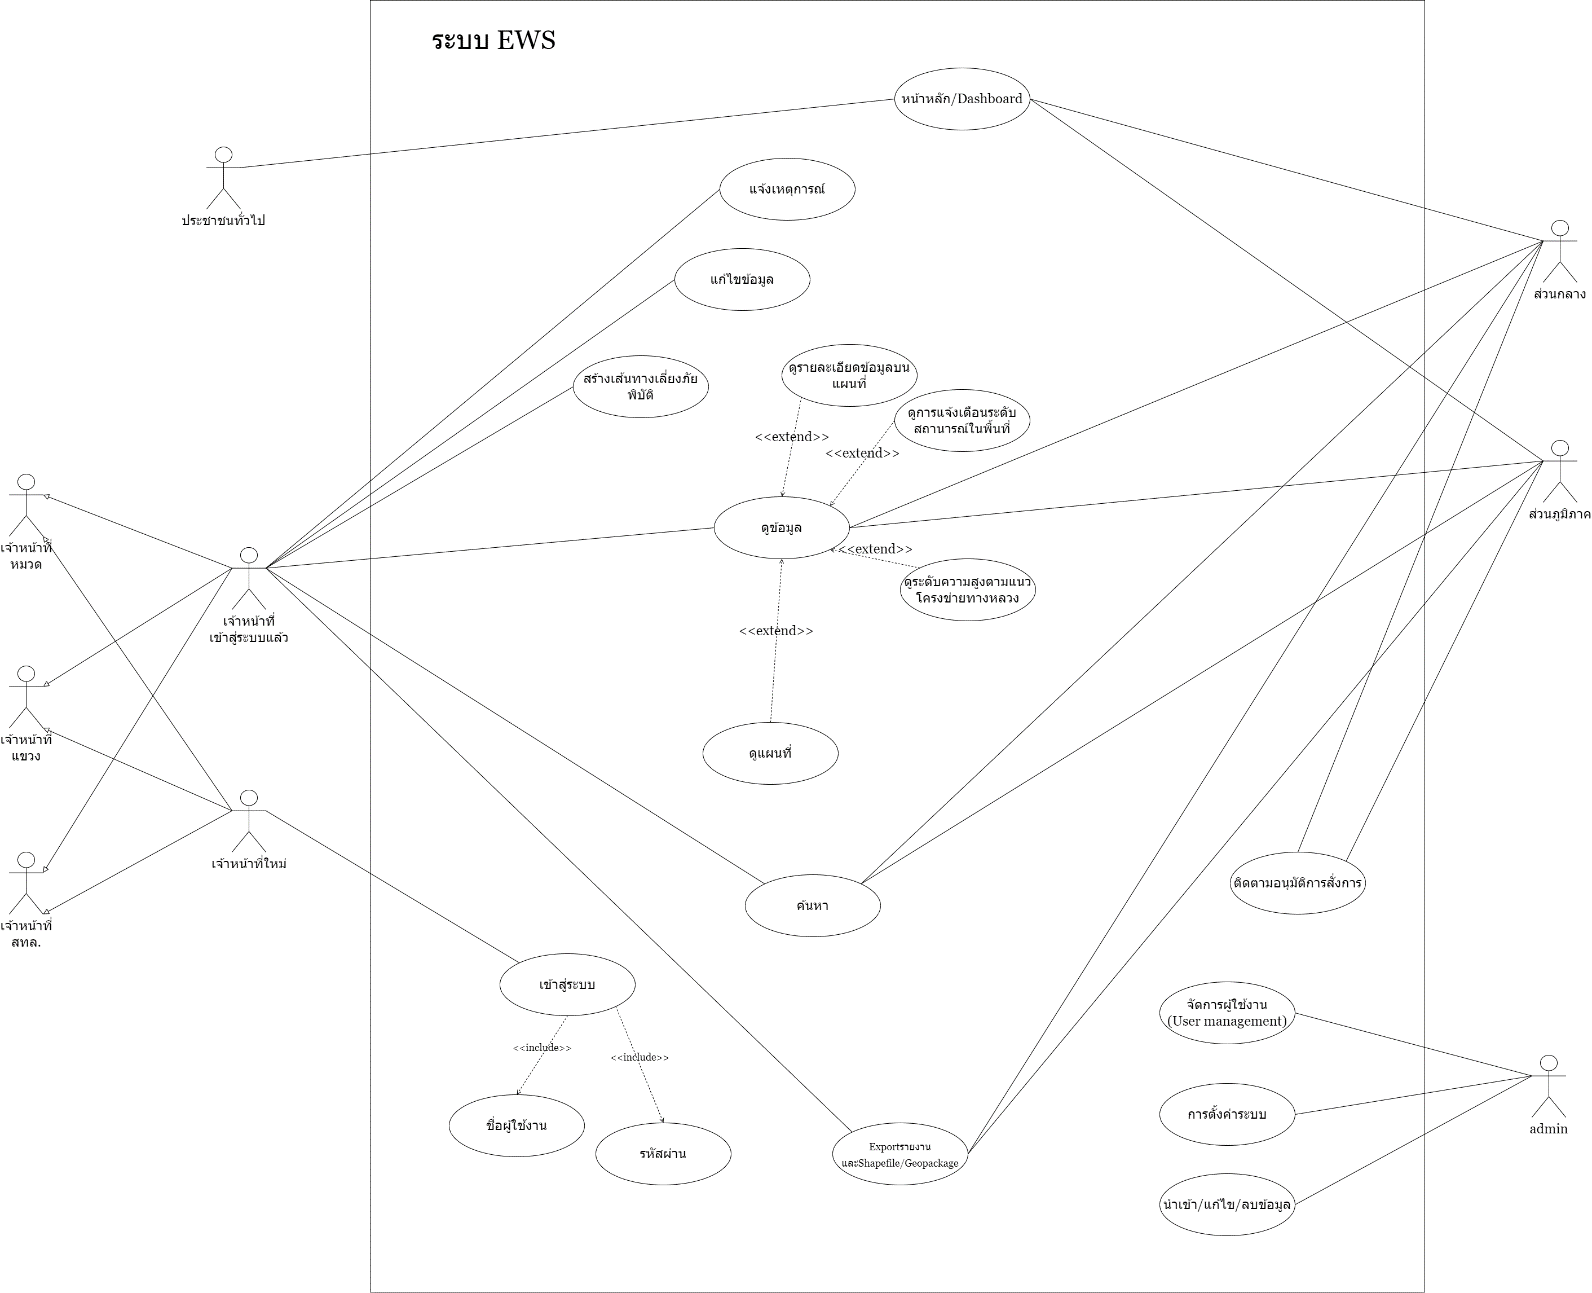 ระบบ EWS
หน้าหลัก/Dashboard
ประชาชนทั่วไป
แจ้งเหตุการณ์
แก้ไขข้อมูล
ส่วนกลาง
สร้างเส้นทางเลี่ยงภัย
พิบัติ
ดูรายละเอียดข้อมูลบน
แผนที่
ดูการแจ้งเตือนระดับ
สถานารณ์ในพื้นที่
<<extend>>
<<extend>>
ส่วนภูมิภาค
ดูข้อมูล
เจ้าหน้าที่
หมวด
<<extend>>
ดูระดับความสูงตามแนว
โครงข่ายทางหลวง
เจ้าหน้าที่
เข้าสู่ระบบแล้ว
<<extend>>
เจ้าหน้าที่
แขวง
ดูแผนที่
เจ้าหน้าที่ใหม่
ติดตามอนุมัติการสั่งการ
ค้นหา
เจ้าหน้าที่
สทล.
เข้าสู่ระบบ
จัดการผู้ใช้งาน
(User management)
<<include>>
<<include>>
การตั้งค่าระบบ
ชื่อผู้ใช้งาน
admin
รหัสผ่าน
Exportรายงาน
และShapefile/Geopackage
นำเข้า/แก้ไข/ลบข้อมูล